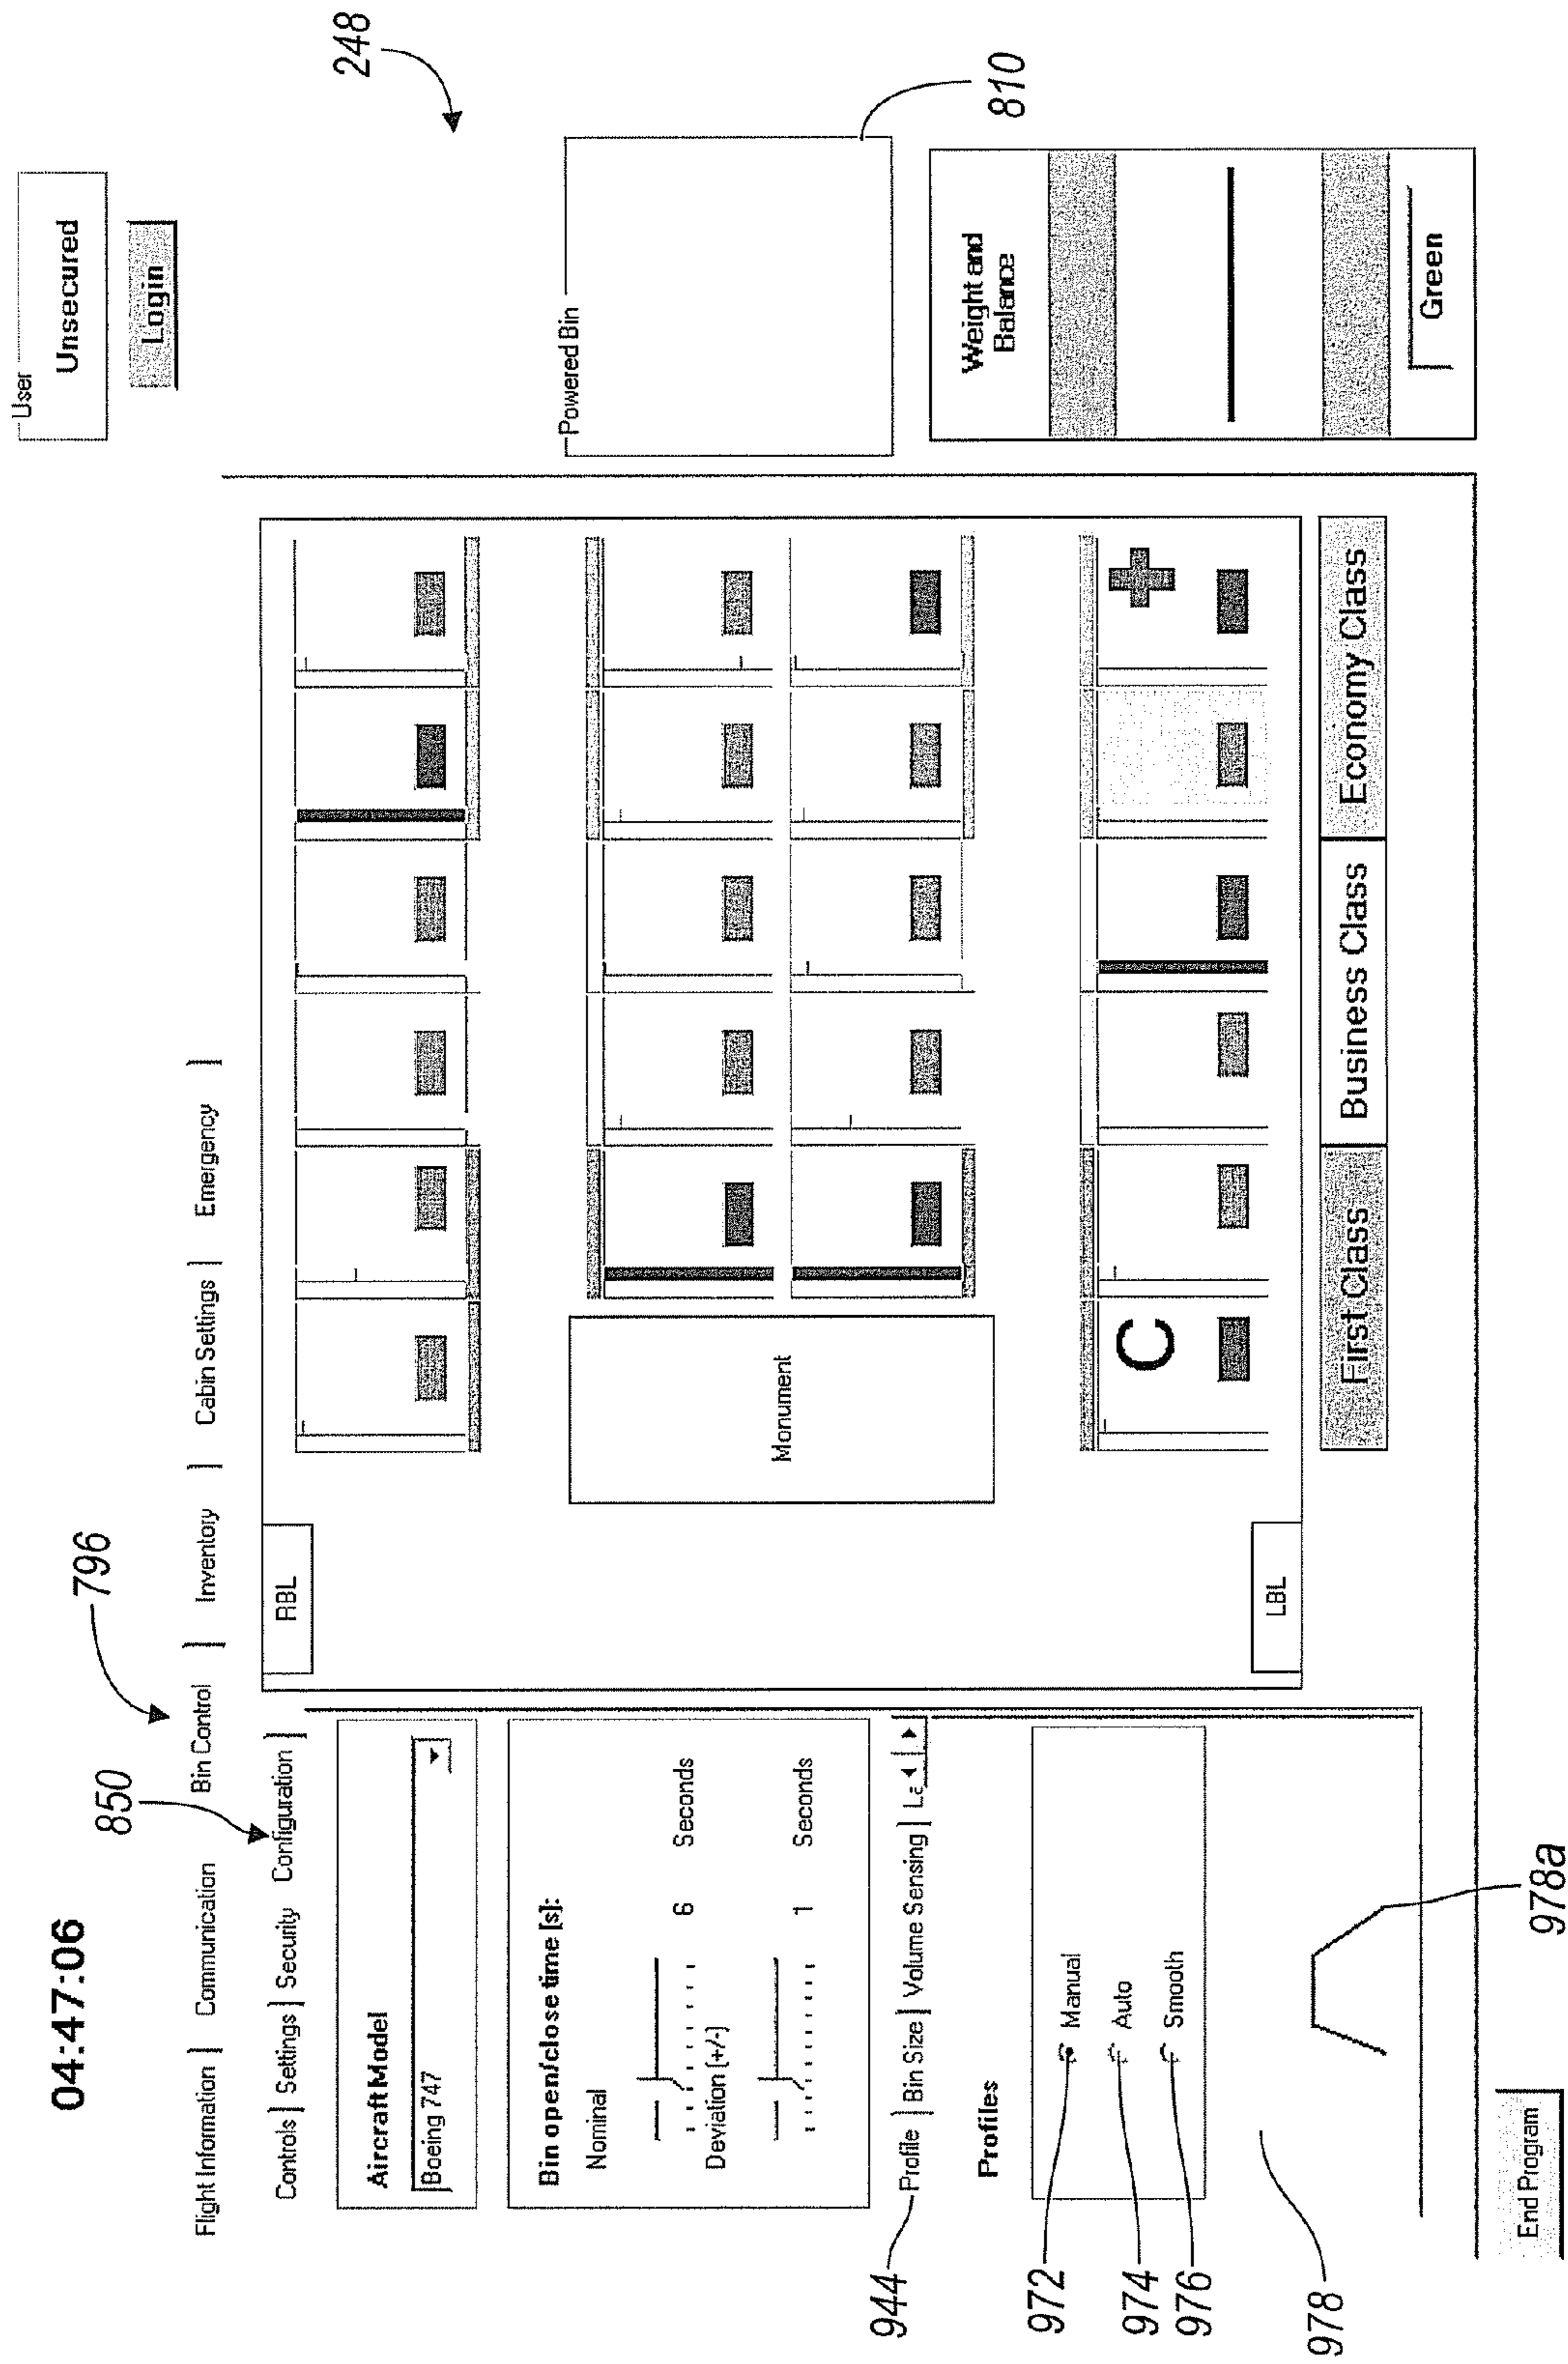 04:47:06
User
Unsecured
Login
248
796
850
Flight Information Communication Bin Control Inventory Cabin Settings Emergency
Controls Settings Security Configuration
Aircraft Model
Boeing 747
Bin open/close time [s]:
Nominal
6 Seconds
Deviation (+/-)
1 Seconds
944
Profile Bin Size Volume Sensing
Profiles
972
Manual
974
Auto
976
Smooth
978
978a
End Program
RBL
Monument
C
LBL
First Class Business Class Economy Class
Powered Bin
810
Weight and
Balance
Green